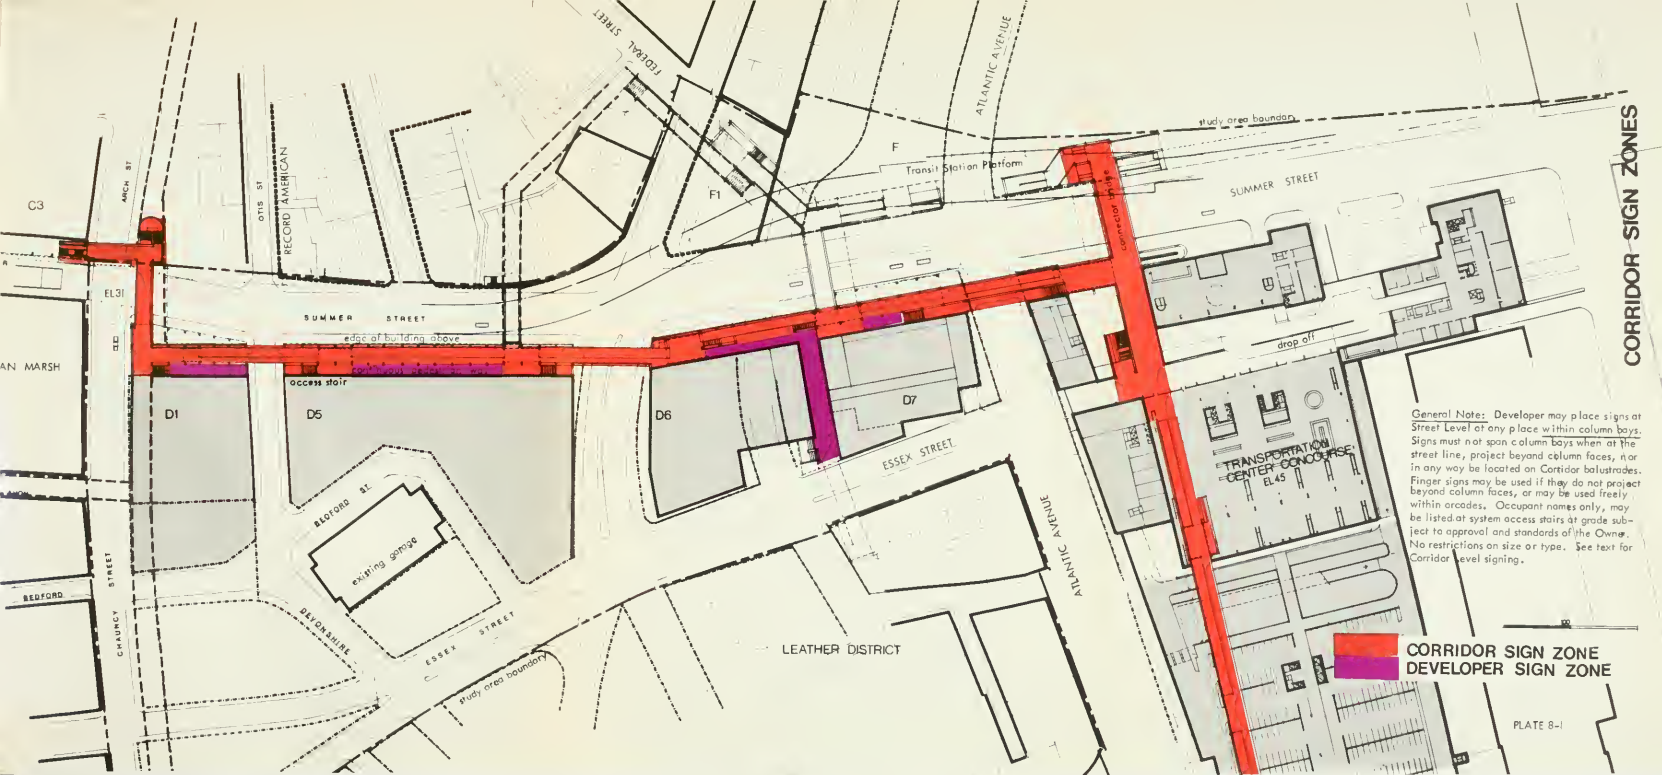 CORRIDOR SIGN ZONES
FEDERAL STREET
ATLANTIC AVENUE
study area boundary
F
Transit Station Platform
F1
SUMMER STREET
connector bridge
C3
ARCH ST
OTIS ST
RECORD AMERICAN
EL31
SUMMER STREET
edge of building above
AN MARSH
access stair
drop off
D1
D5
D6
D7
ESSEX STREET
TRANSPORTATION
CENTER CONCOURSE
EL 45
General Note: Developer may place signs at
Street Level at any place within column bays.
Signs must not span column bays when at the
street line, project beyond column faces, nor
in any way be located on Corridor balustrades.
Finger signs may be used if they do not project
beyond column faces, or may be used freely
within arcades. Occupant names only, may
be listed at system access stairs at grade sub-
ject to approval and standards of the Owner.
No restrictions on size or type. See text for
Corridor Level signing.
BEDFORD ST.
existing garage
ATLANTIC AVENUE
BEDFORD
CHAUNCY STREET
DEVONSHIRE
ESSEX STREET
study area boundary
LEATHER DISTRICT
CORRIDOR SIGN ZONE
DEVELOPER SIGN ZONE
PLATE 8-1